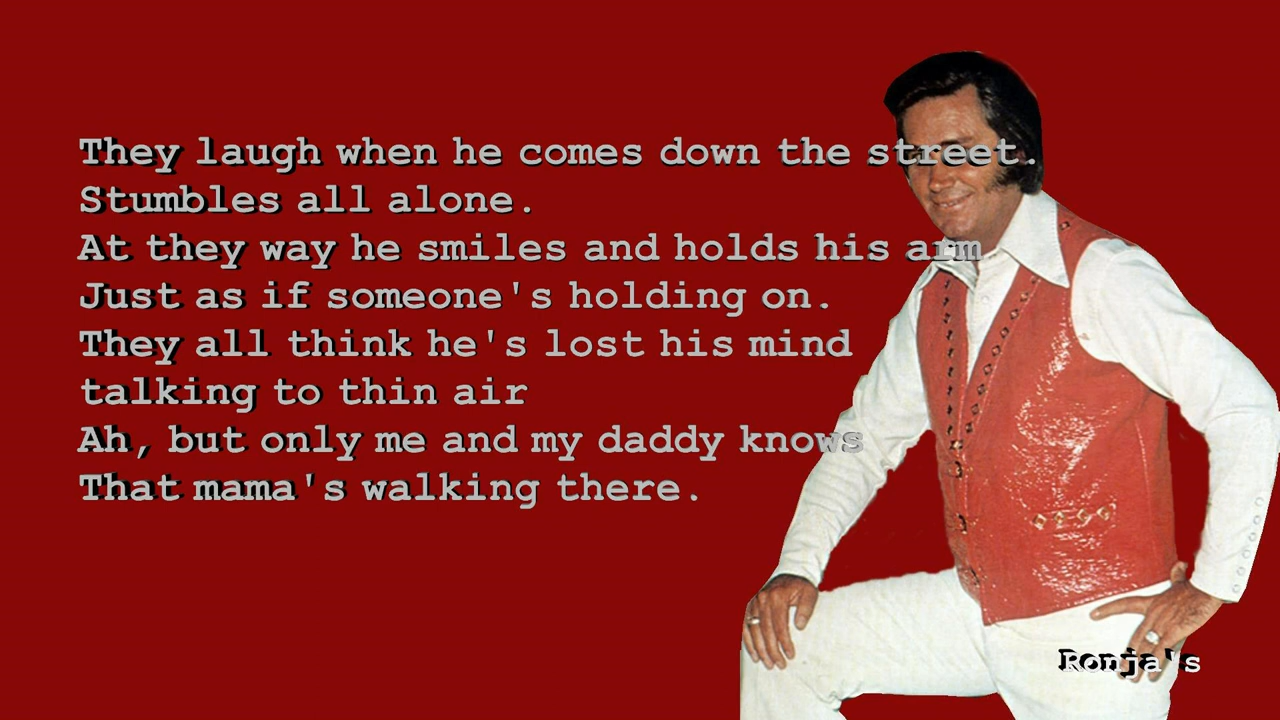 They laugh when he comes down the street.
Stumbles all alone.
At they way he smiles and holds his arm
Just as if someone's holding on.
They all think he's lost his mind
talking to thin air
Ah, but only me and my daddy knows
That mama's walking there.
Ronja's